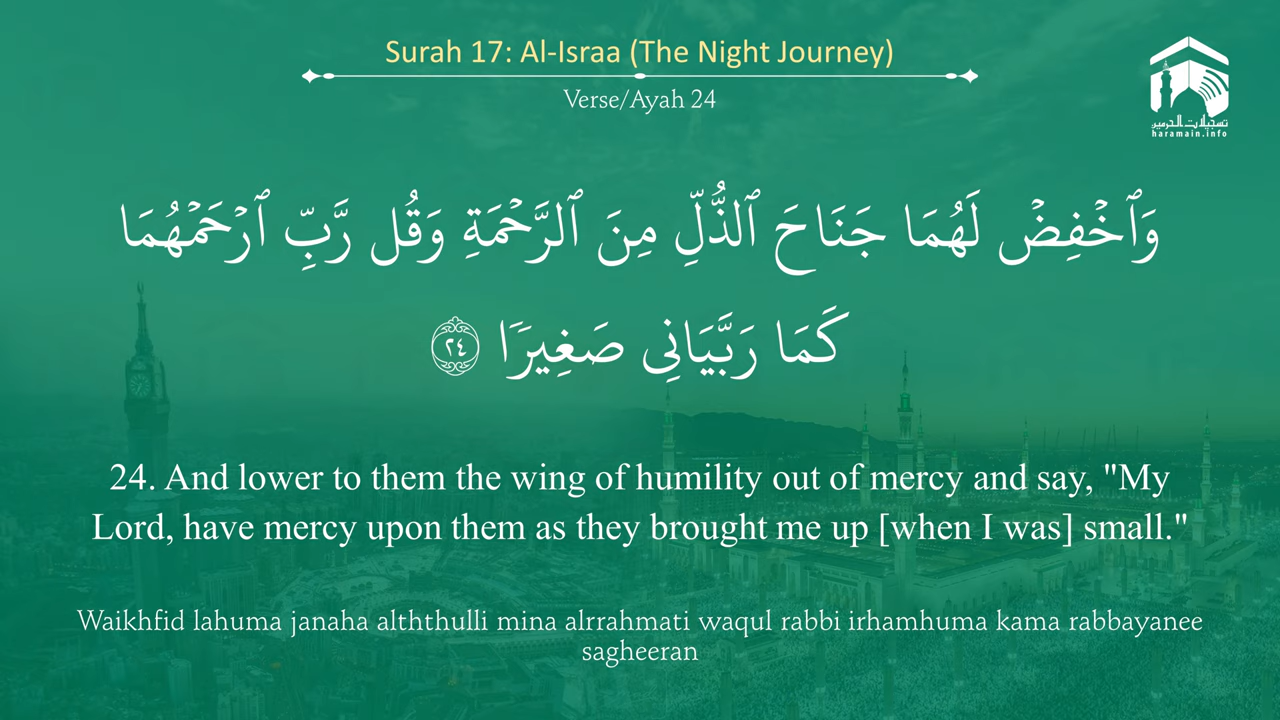 Surah 17: Al-Israa (The Night Journey)
Verse/Ayah 24
تسجيلات الحرمين
haramain.info
وَٱخْفِضْ لَهُمَا جَنَاحَ ٱلذُّلِّ مِنَ ٱلرَّحْمَةِ وَقُل رَّبِّ ٱرْحَمْهُمَا
كَمَا رَبَّيَانِى صَغِيرًا ٢٤
24. And lower to them the wing of humility out of mercy and say, "My
Lord, have mercy upon them as they brought me up [when I was] small."
Waikhfid lahuma janaha alththulli mina alrrahmati waqul rabbi irhamhuma kama rabbayanee
sagheeran